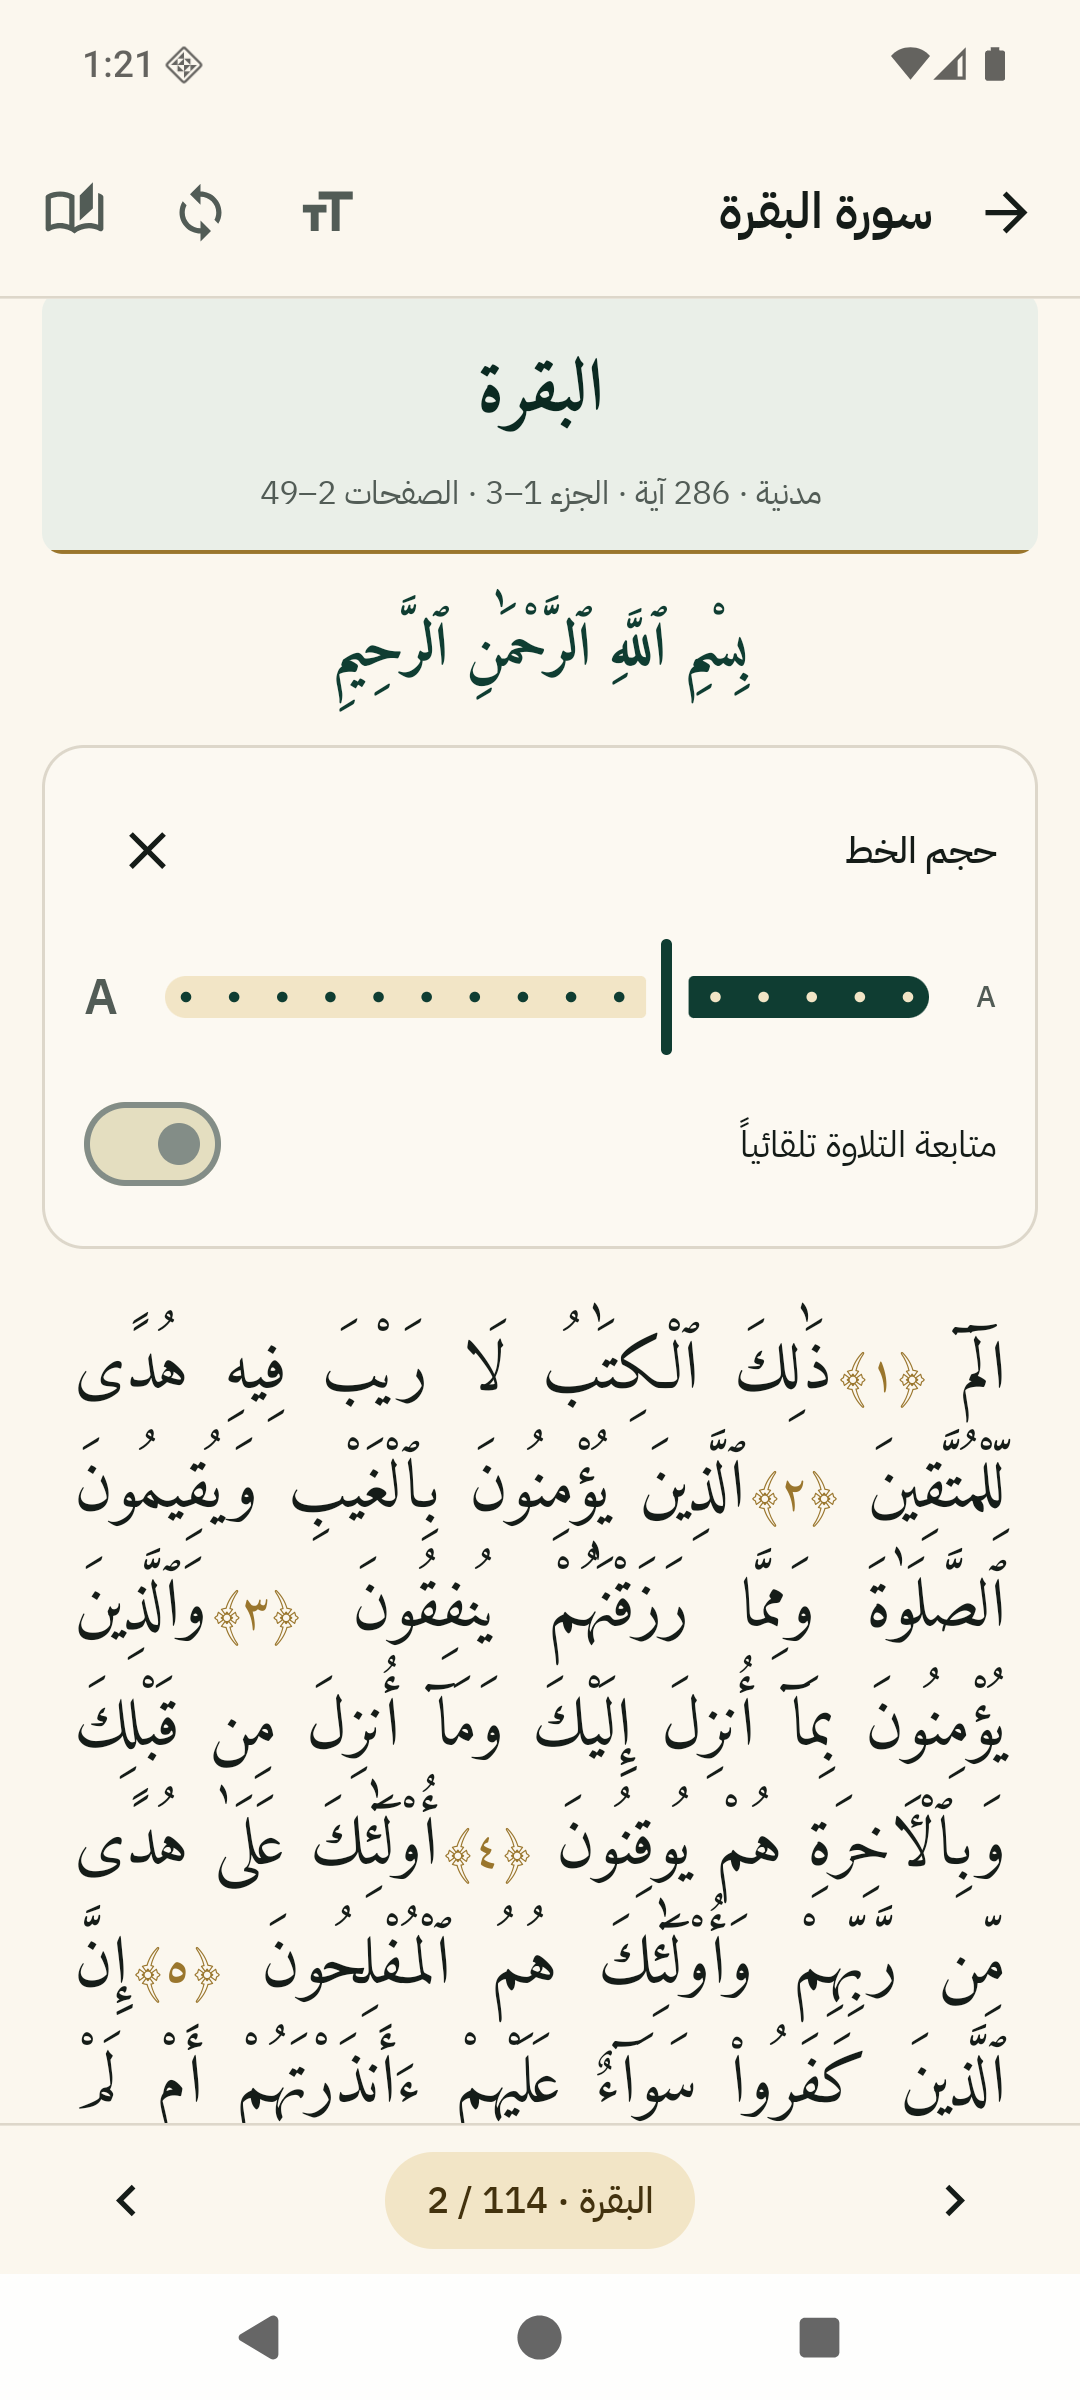 1:21
سورة البقرة
البقرة
مدنية · 286 آية · الجزء 1–3 · الصفحات 2–49
بِسْمِ ٱللَّهِ ٱلرَّحْمَٰنِ ٱلرَّحِيمِ
حجم الخط
A A
متابعة التلاوة تلقائياً
الٓمٓ ﴿١﴾ ذَٰلِكَ ٱلْكِتَٰبُ لَا رَيْبَ فِيهِ هُدًى
لِّلْمُتَّقِينَ ﴿٢﴾ ٱلَّذِينَ يُؤْمِنُونَ بِٱلْغَيْبِ وَيُقِيمُونَ
ٱلصَّلَوٰةَ وَمِمَّا رَزَقْنَٰهُمْ يُنفِقُونَ ﴿٣﴾ وَٱلَّذِينَ
يُؤْمِنُونَ بِمَآ أُنزِلَ إِلَيْكَ وَمَآ أُنزِلَ مِن قَبْلِكَ
وَبِٱلْأَخِرَةِ هُمْ يُوقِنُونَ ﴿٤﴾ أُوْلَٰٓئِكَ عَلَىٰ هُدًى
مِّن رَّبِّهِمْ وَأُوْلَٰٓئِكَ هُمُ ٱلْمُفْلِحُونَ ﴿٥﴾ إِنَّ
ٱلَّذِينَ كَفَرُواْ سَوَآءٌ عَلَيْهِمْ ءَأَنذَرْتَهُمْ أَمْ لَمْ
البقرة · 114 / 2